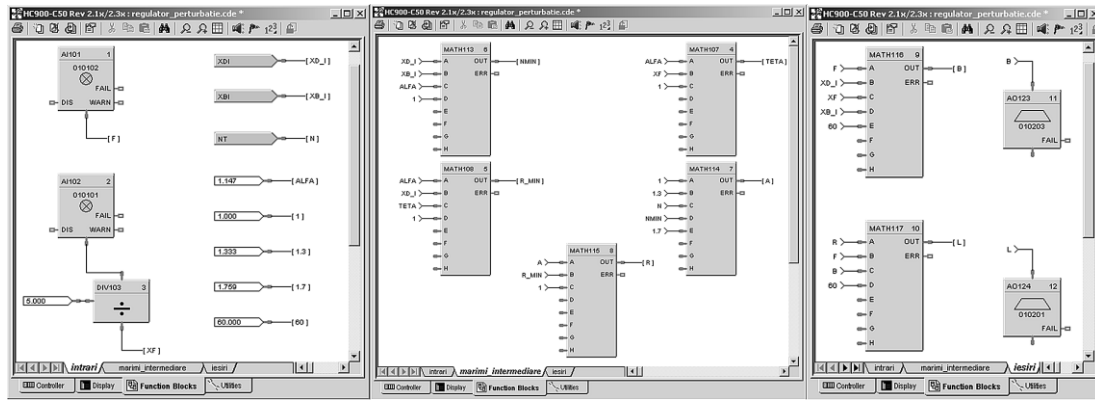 HC900-C50 Rev 2.1x/2.3x : regulator_perturbatie.cde *
AI101 1
010102
FAIL
DIS WARN
[F]
AI102 2
010101
FAIL
DIS WARN
DIV103 3
5.000
[XF]
XDI [XD_I]
XBI [XB_I]
NT [N]
1.147 [ALFA]
1.000 [1]
1.333 [1.3]
1.759 [1.7]
60.000 [60]
intrari marimi_intermediare iesiri
Controller Display Function Blocks Utilities
HC900-C50 Rev 2.1x/2.3x : regulator_perturbatie.cde *
MATH113 6
XD_I A OUT [NMIN]
XB_I B ERR
ALFA C
1 D
E
F
G
H
MATH107 4
ALFA A OUT [TETA]
XF B ERR
1 C
D
E
F
G
H
MATH108 5
ALFA A OUT [R_MIN]
XD_I B ERR
TETA C
1 D
E
F
G
H
MATH114 7
1 A OUT [A]
1.3 B ERR
N C
NMIN D
1.7 E
F
G
H
MATH115 8
A A OUT [R]
R_MIN B ERR
1 C
D
E
F
G
H
intrari marimi_intermediare iesiri
Controller Display Function Blocks Utilities
HC900-C50 Rev 2.1x/2.3x : regulator_perturbatie.cde *
MATH116 9
F A OUT [B]
XD_I B ERR
XF C
XB_I D
60 E
F
G
H
B
AO123 11
010203
FAIL
MATH117 10
R A OUT [L]
F B ERR
B C
60 D
E
F
G
H
L
AO124 12
010201
FAIL
intrari marimi_intermediare iesiri
Controller Display Function Blocks Utilities